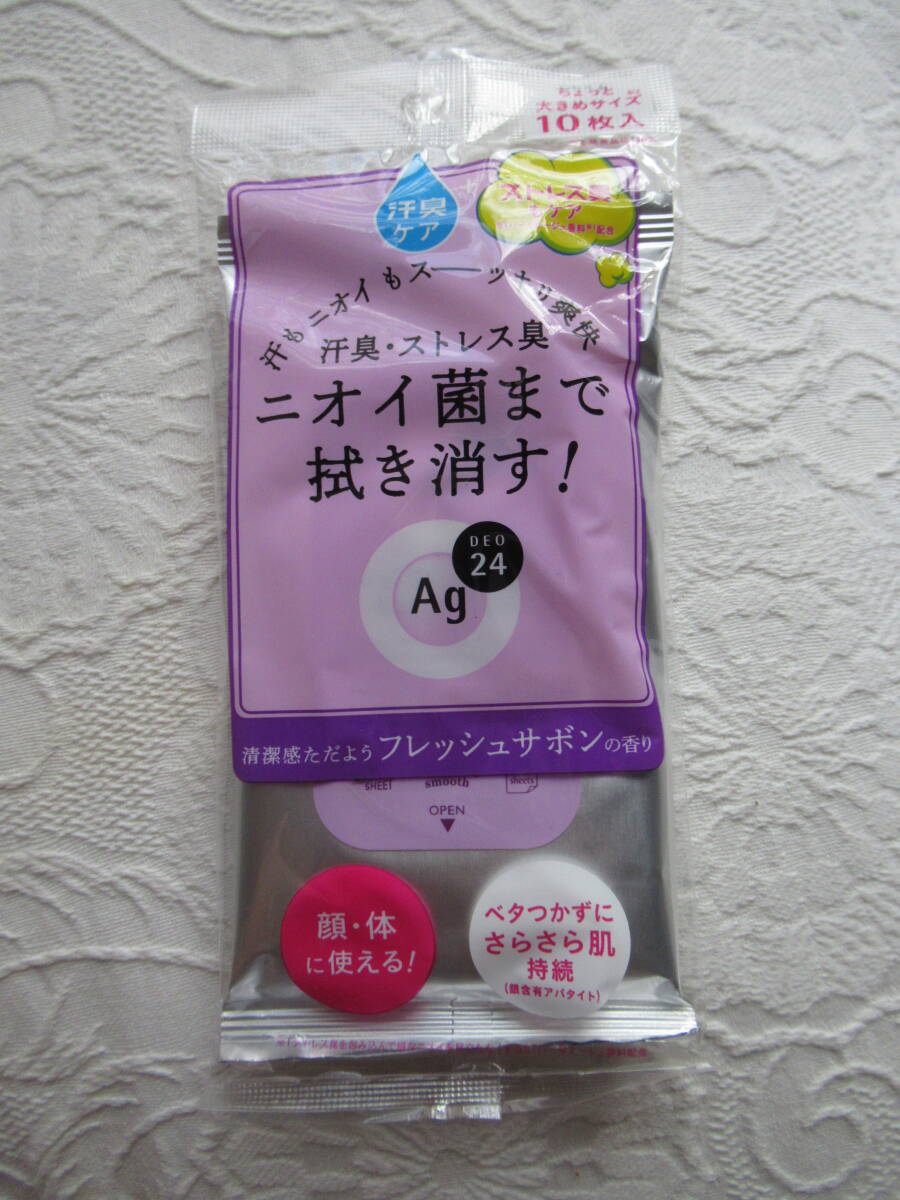 ちょっと
大きめサイズ
10枚入
汗臭
ケア
ストレス臭
ケア
汗もニオイもスーッと爽快
汗臭・ストレス臭
ニオイ菌まで
拭き消す!
DEO
24
Ag
清潔感ただようフレッシュサボンの香り
SHEET
smooth
sheets
OPEN
顔・体
に使える!
ベタつかずに
さらさら肌
持続
(銀含有アパタイト)